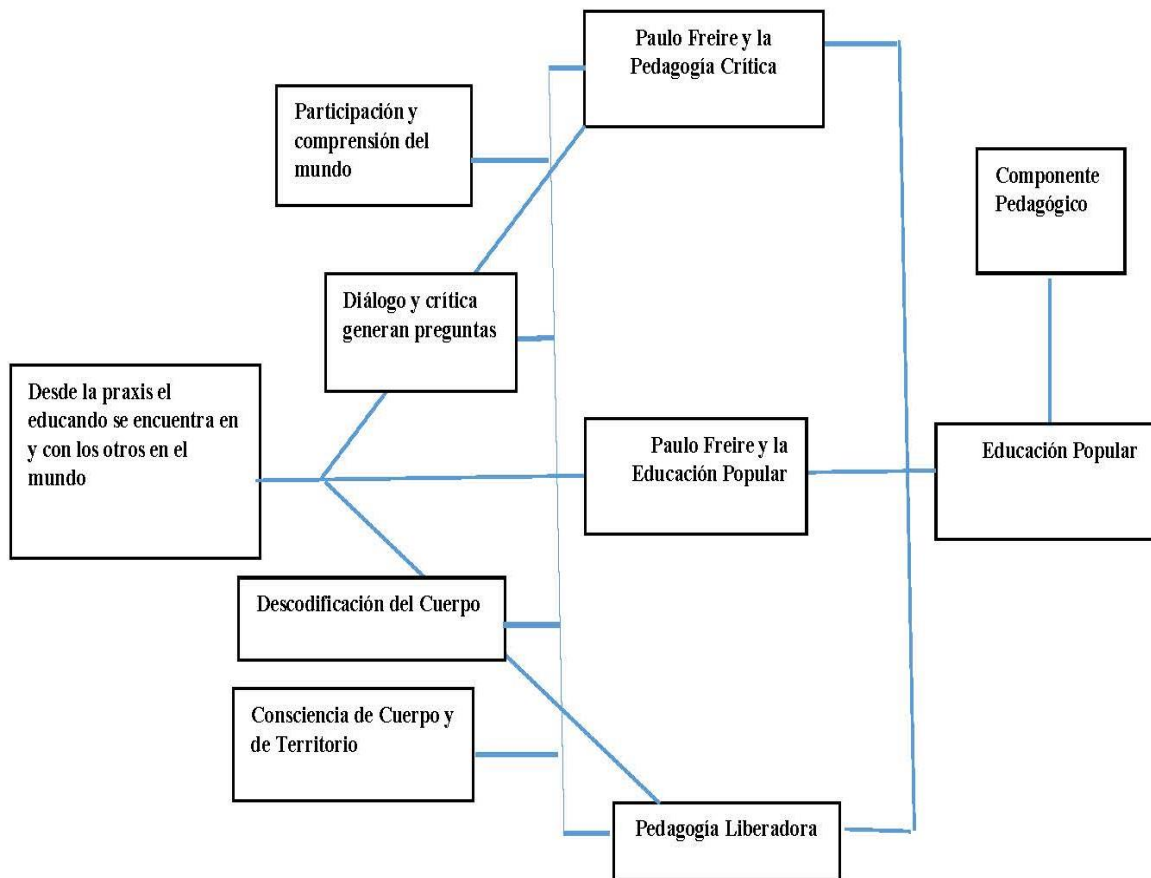 Paulo Freire y la
Pedagogía Crítica
Participación y
comprensión del
mundo
Componente
Pedagógico
Diálogo y crítica
generan preguntas
Desde la praxis el
educando se encuentra en
y con los otros en el
mundo
Paulo Freire y la
Educación Popular
Educación Popular
Descodificación del Cuerpo
Consciencia de Cuerpo y
de Territorio
Pedagogía Liberadora